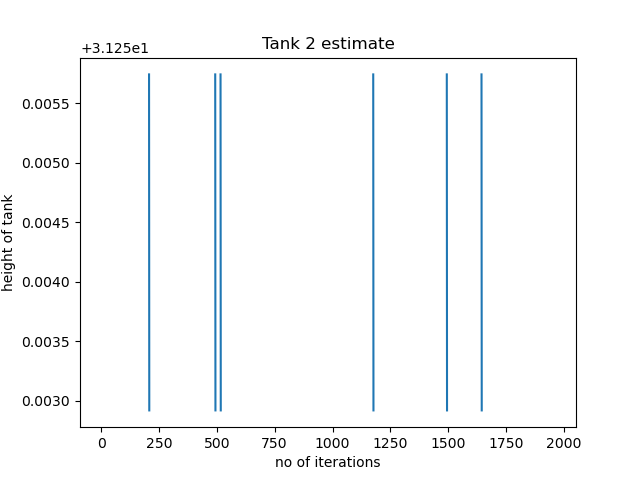 Tank 2 estimate
+3.125e1
height of tank
0.0055
0.0050
0.0045
0.0040
0.0035
0.0030
0 250 500 750 1000 1250 1500 1750 2000
no of iterations